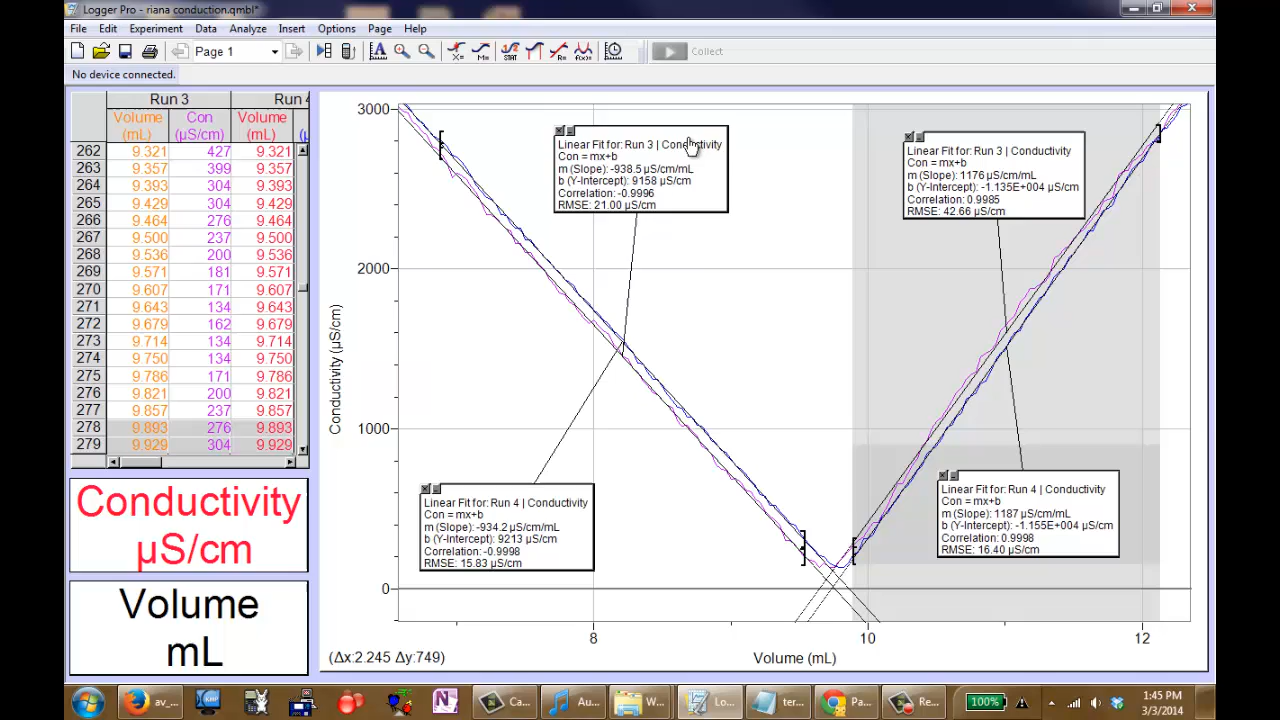 Logger Pro - riana conduction.qmbl*
File Edit Experiment Data Analyze Insert Options Page Help
Page 1
Collect
No device connected.
Run 3 Run 4
Volume Con Volume
(mL) (µS/cm) (mL)
262 9.321 427 9.321
263 9.357 399 9.357
264 9.393 304 9.393
265 9.429 304 9.429
266 9.464 276 9.464
267 9.500 237 9.500
268 9.536 200 9.536
269 9.571 181 9.571
270 9.607 171 9.607
271 9.643 134 9.643
272 9.679 162 9.679
273 9.714 134 9.714
274 9.750 134 9.750
275 9.786 171 9.786
276 9.821 200 9.821
277 9.857 237 9.857
278 9.893 276 9.893
279 9.929 304 9.929
Conductivity
µS/cm
Volume
mL
3000
2000
1000
0
Conductivity (µS/cm)
Linear Fit for: Run 3 | Conductivity
Con = mx+b
m (Slope): -938.5 µS/cm/mL
b (Y-Intercept): 9158 µS/cm
Correlation: -0.9996
RMSE: 21.00 µS/cm
Linear Fit for: Run 3 | Conductivity
Con = mx+b
m (Slope): 1176 µS/cm/mL
b (Y-Intercept): -1.135E+004 µS/cm
Correlation: 0.9985
RMSE: 42.66 µS/cm
Linear Fit for: Run 4 | Conductivity
Con = mx+b
m (Slope): -934.2 µS/cm/mL
b (Y-Intercept): 9213 µS/cm
Correlation: -0.9998
RMSE: 15.83 µS/cm
Linear Fit for: Run 4 | Conductivity
Con = mx+b
m (Slope): 1187 µS/cm/mL
b (Y-Intercept): -1.155E+004 µS/cm
Correlation: 0.9998
RMSE: 16.40 µS/cm
8 10 12
(Δx:2.245 Δy:749)
Volume (mL)
av_... Ca... Au... W... Lo... ter... Pa... Re... 100%
1:45 PM
3/3/2014